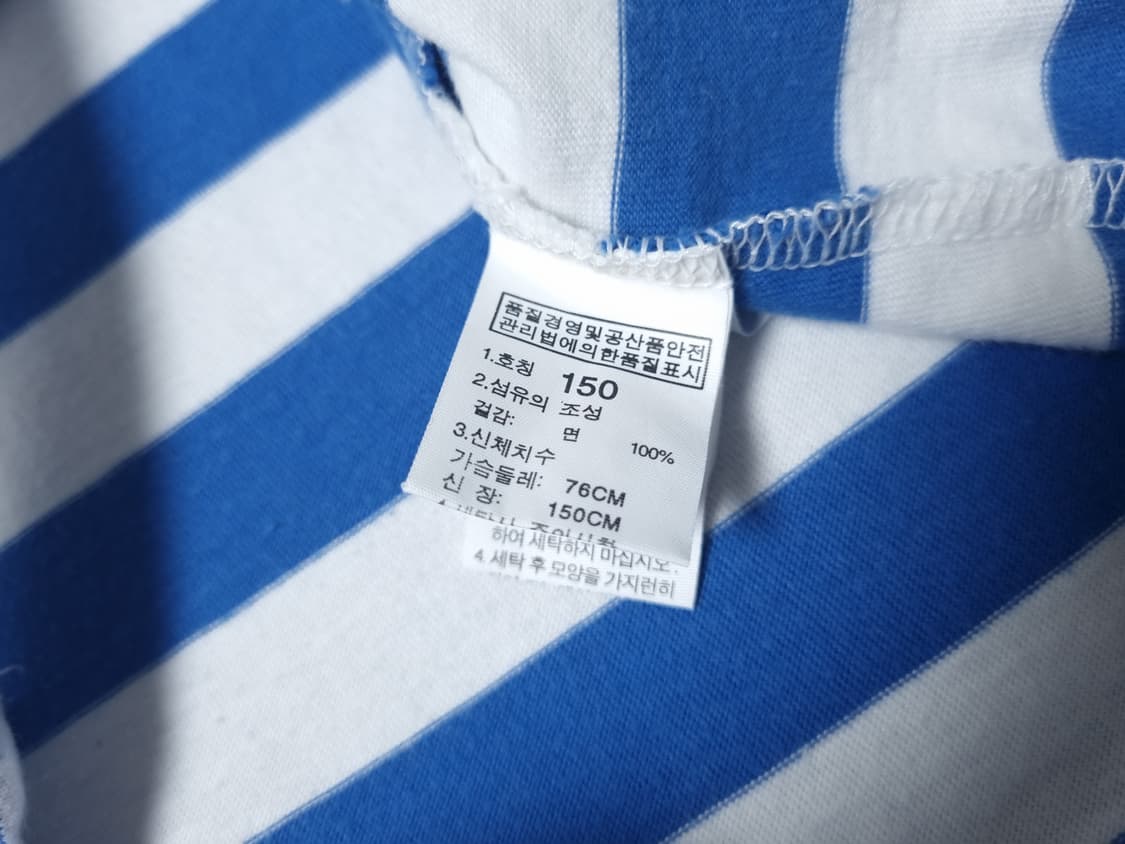 품질경영및공산품안전
관리법에의한품질표시
1.호칭 150
2.섬유의 조성
겉감: 면 100%
3.신체치수
가슴둘레: 76CM
신 장: 150CM
하여 세탁하지 마십시오.
4. 세탁 후 모양을 가지런히